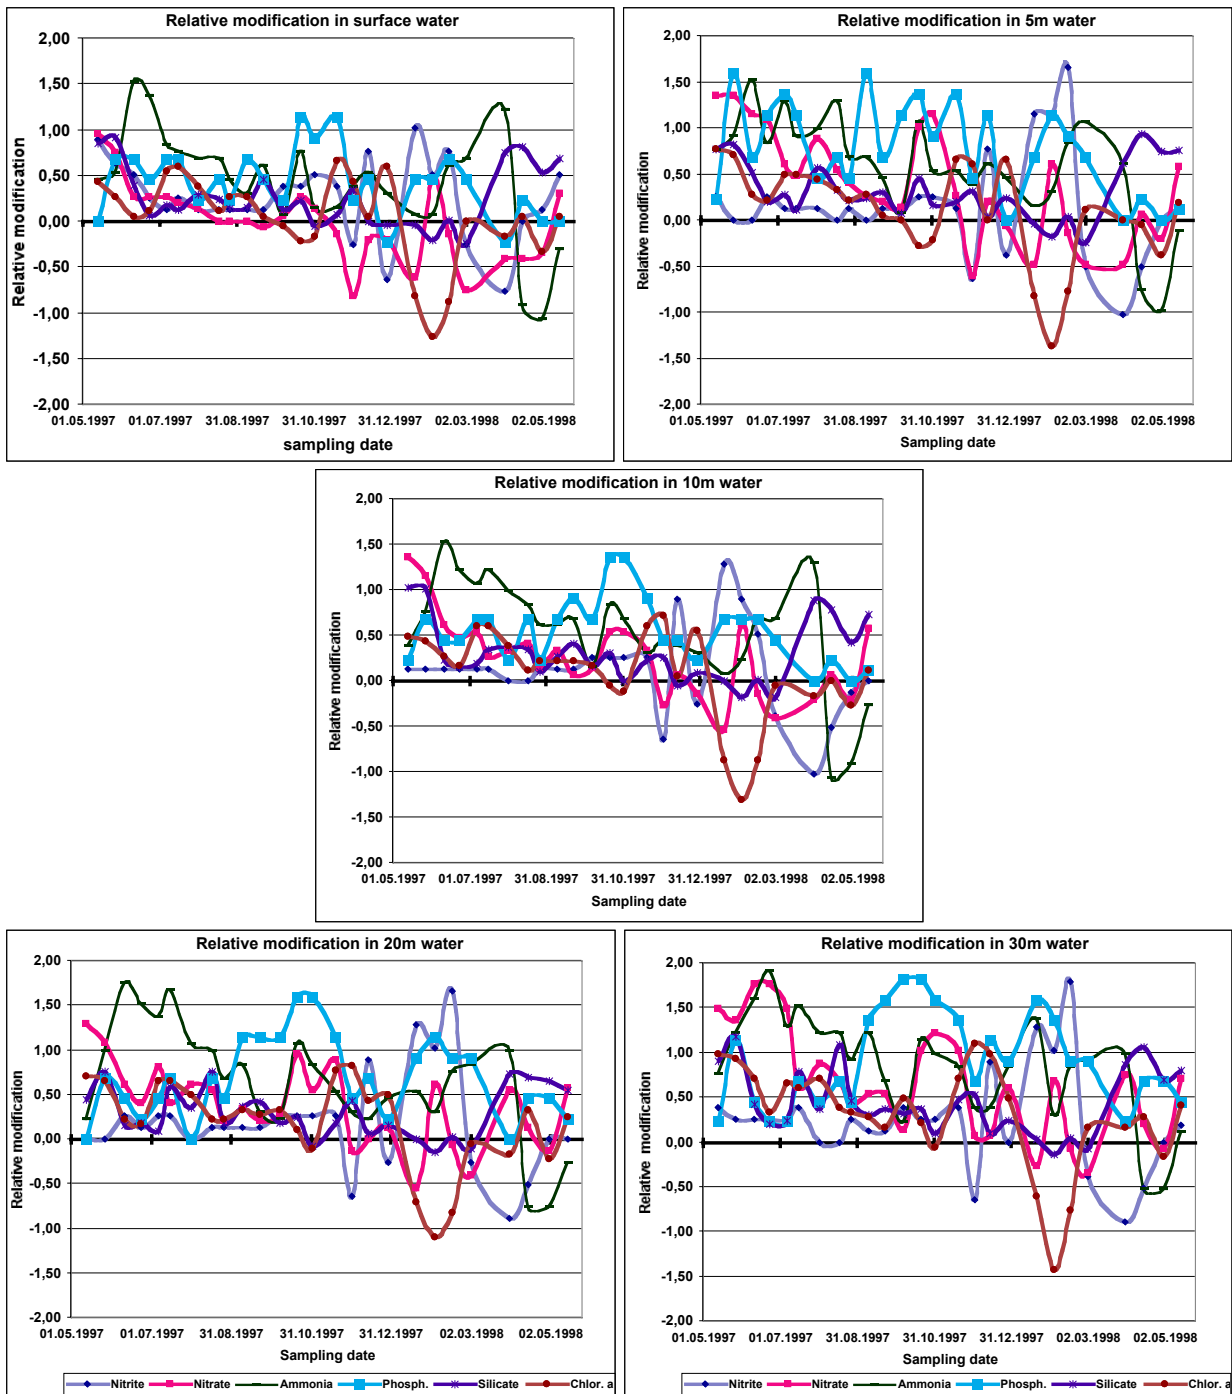 Relative modification in surface water
2,00
1,50
1,00
0,50
0,00
-0,50
-1,00
-1,50
-2,00
Relative modification
01.05.1997 01.07.1997 31.08.1997 31.10.1997 31.12.1997 02.03.1998 02.05.1998
sampling date
Relative modification in 5m water
2,00
1,50
1,00
0,50
0,00
-0,50
-1,00
-1,50
-2,00
Relative modification
01.05.1997 01.07.1997 31.08.1997 31.10.1997 31.12.1997 02.03.1998 02.05.1998
Sampling date
Relative modification in 10m water
2,00
1,50
1,00
0,50
0,00
-0,50
-1,00
-1,50
-2,00
Relative modification
01.05.1997 01.07.1997 31.08.1997 31.10.1997 31.12.1997 02.03.1998 02.05.1998
Sampling date
Relative modification in 20m water
2,00
1,50
1,00
0,50
0,00
-0,50
-1,00
-1,50
-2,00
Relative modification
01.05.1997 01.07.1997 31.08.1997 31.10.1997 31.12.1997 02.03.1998 02.05.1998
Sampling date
Nitrite Nitrate Ammonia Phosph. Silicate Chlor. a
Relative modification in 30m water
2,00
1,50
1,00
0,50
0,00
-0,50
-1,00
-1,50
-2,00
Relative modification
01.05.1997 01.07.1997 31.08.1997 31.10.1997 31.12.1997 02.03.1998 02.05.1998
Sampling date
Nitrite Nitrate Ammonia Phosph. Silicate Chlor. a